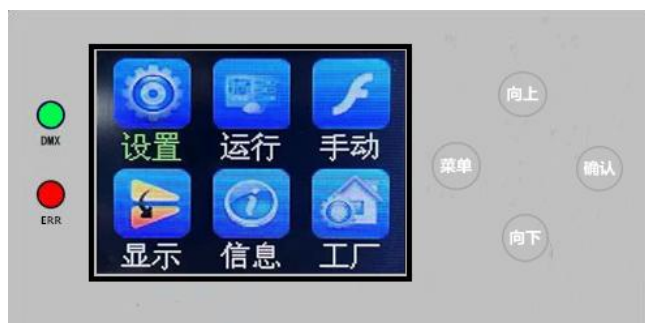 向上
DMX
设置 运行 手动
菜单 确认
ERR
显示 信息 工厂
向下